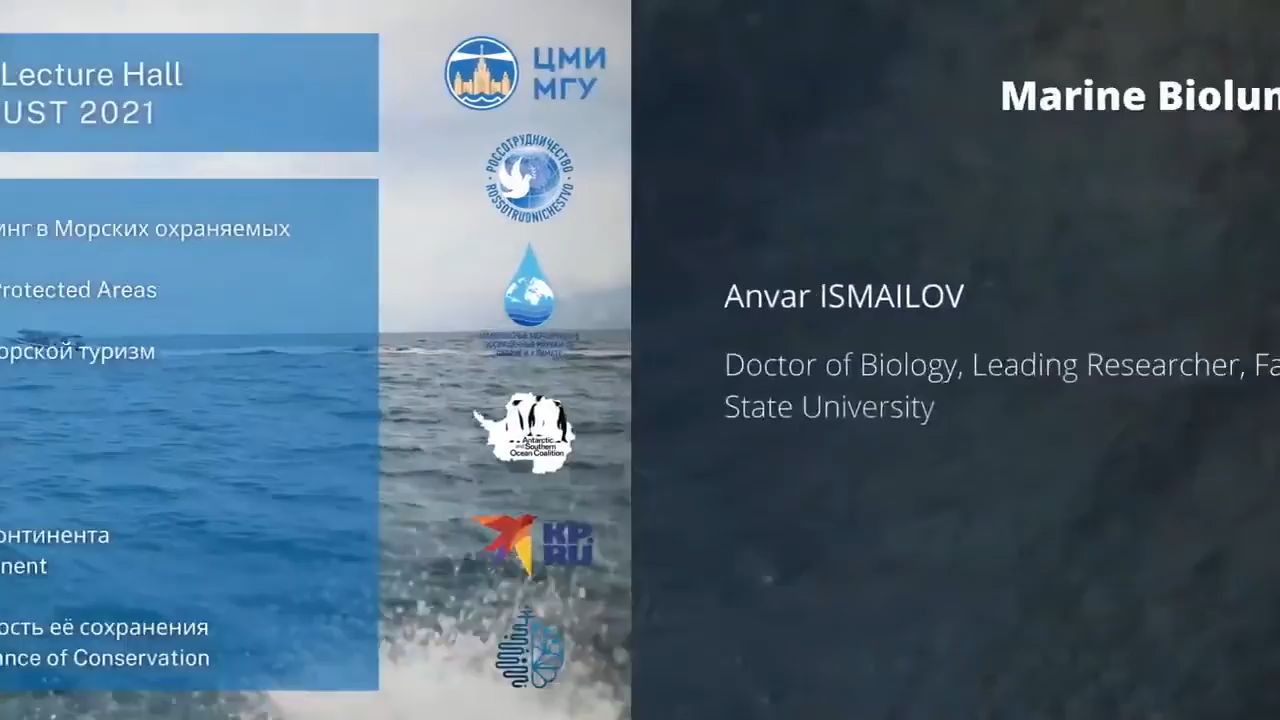 Lecture Hall
UST 2021
инг в Морских охраняемых
rotected Areas
орской туризм
онтинента
nent
ость её сохранения
nce of Conservation
ЦМИ
МГУ
РОССОТРУДНИЧЕСТВО
ROSSOTRUDNICHESTVO
Antarctic
and Southern
Ocean Coalition
KP.
RU
Marine Biolun
Anvar ISMAILOV
Doctor of Biology, Leading Researcher, Fa
State University